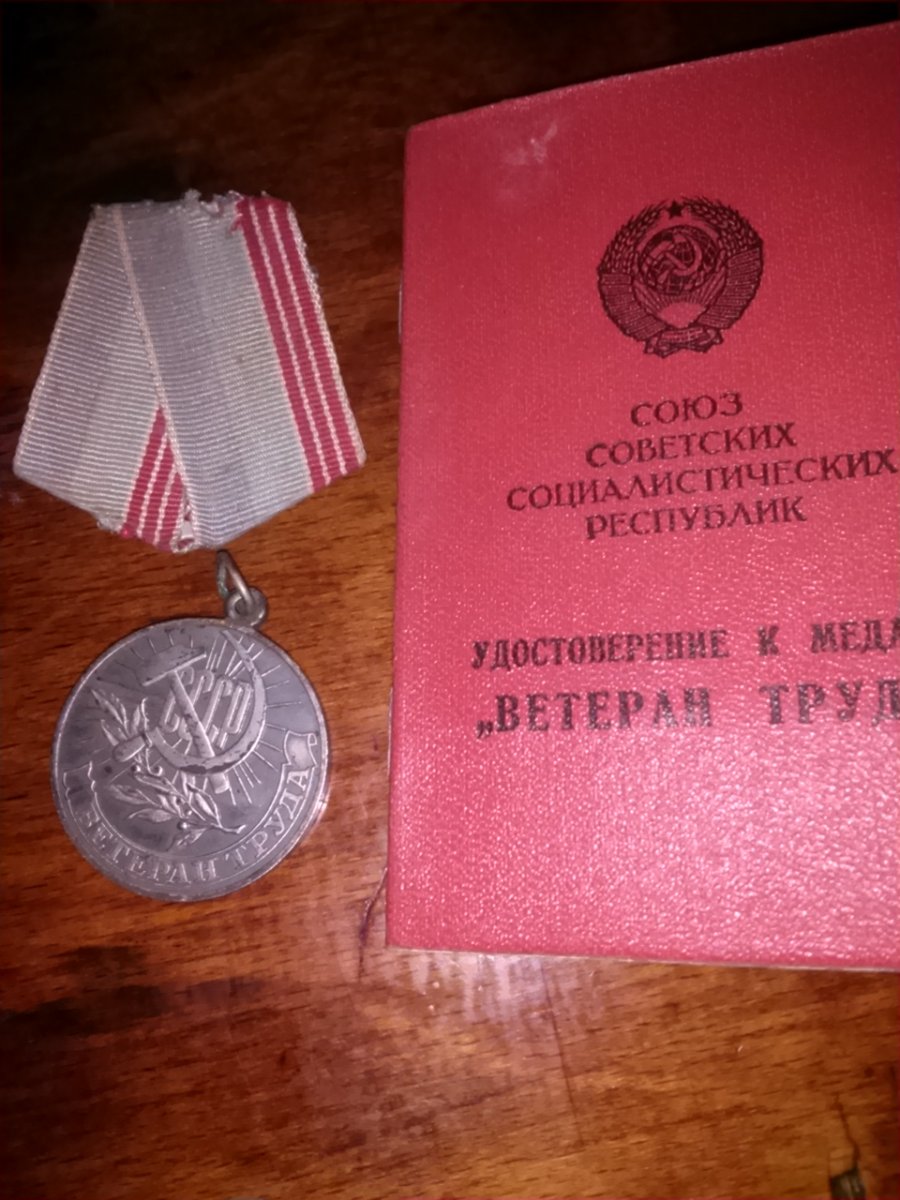 СССР
ВЕТЕРАН ТРУДА
СОЮЗ
СОВЕТСКИХ
СОЦИАЛИСТИЧЕСКИХ
РЕСПУБЛИК
УДОСТОВЕРЕНИЕ К МЕДА
„ВЕТЕРАН ТРУД